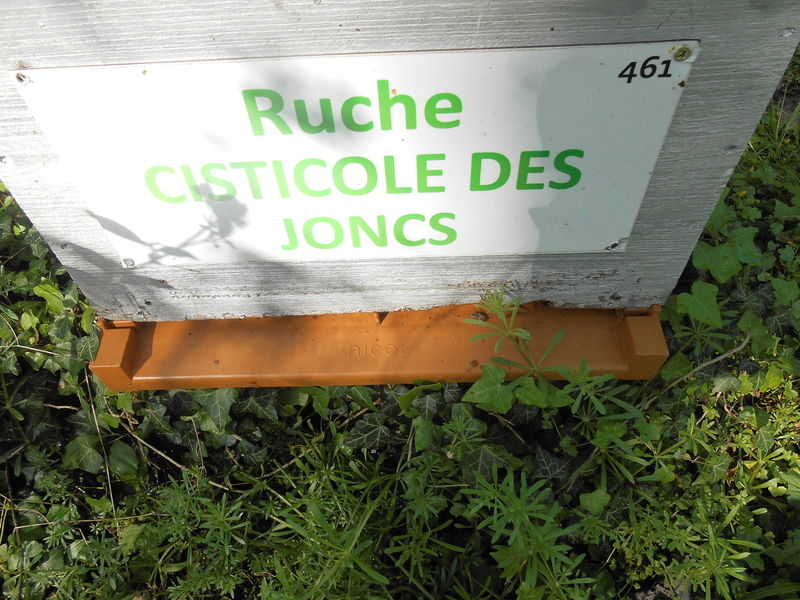 461
Ruche
CISTICOLE DES
JONCS
nicot